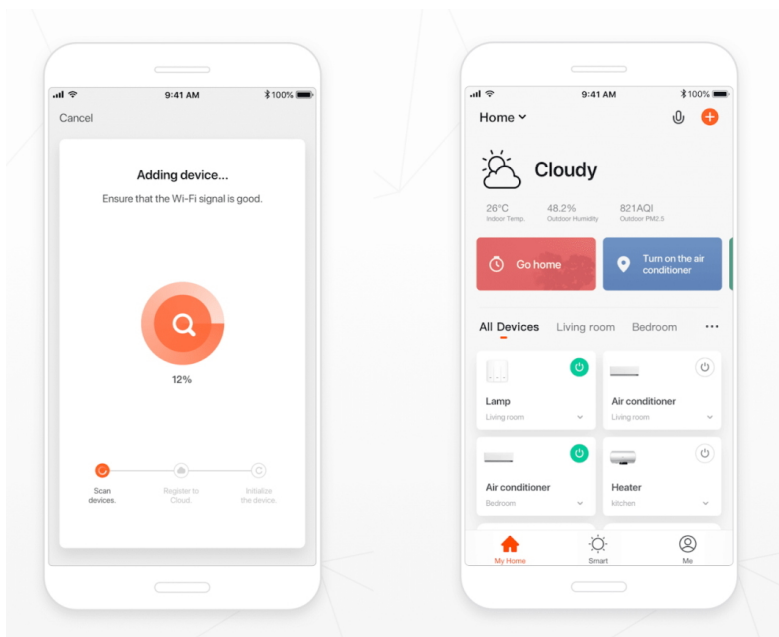 9:41 AM
100%
Cancel
Adding device...
Ensure that the Wi-Fi signal is good.
12%
Scan
devices.
Register to
Cloud.
Initialize
the device.
9:41 AM
100%
Home
Cloudy
26°C
Indoor Temp.
48.2%
Outdoor Humidity
821AQI
Outdoor PM2.5
Go home
Turn on the air
conditioner
All Devices
Living room
Bedroom
Lamp
Living room
Air conditioner
Living room
Air conditioner
Bedroom
Heater
kitchen
My Home
Smart
Me